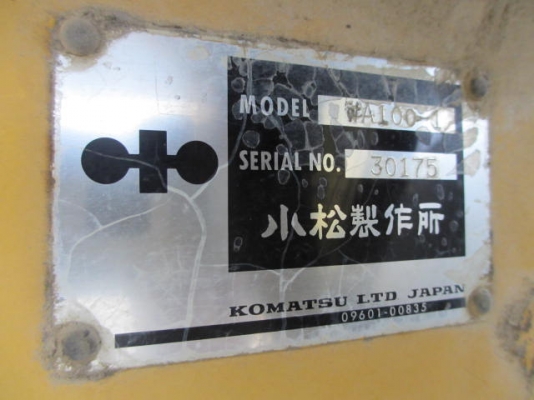 MODEL WA100-1
SERIAL NO. 30175
小松製作所
KOMATSU LTD JAPAN
09601-00835